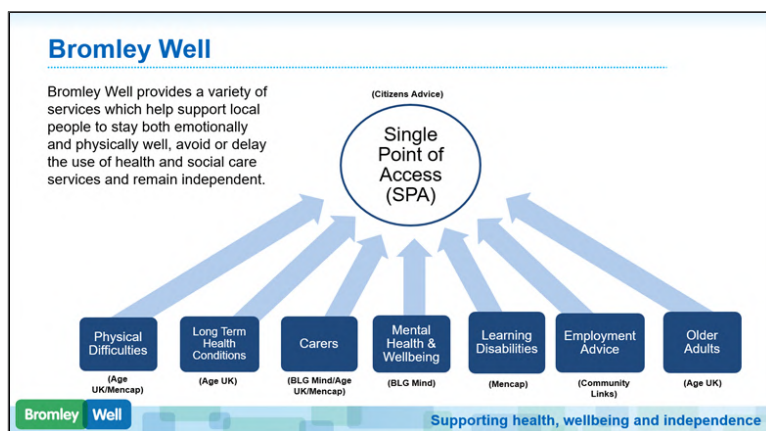 Bromley Well
Bromley Well provides a variety of
services which help support local
people to stay both emotionally
and physically well, avoid or delay
the use of health and social care
services and remain independent.
(Citizens Advice)
Single
Point of
Access
(SPA)
Physical
Difficulties
(Age
UK/Mencap)
Long Term
Health
Conditions
(Age UK)
Carers
(BLG Mind/Age
UK/Mencap)
Mental
Health &
Wellbeing
(BLG Mind)
Learning
Disabilities
(Mencap)
Employment
Advice
(Community
Links)
Older
Adults
(Age UK)
Bromley Well
Supporting health, wellbeing and independence